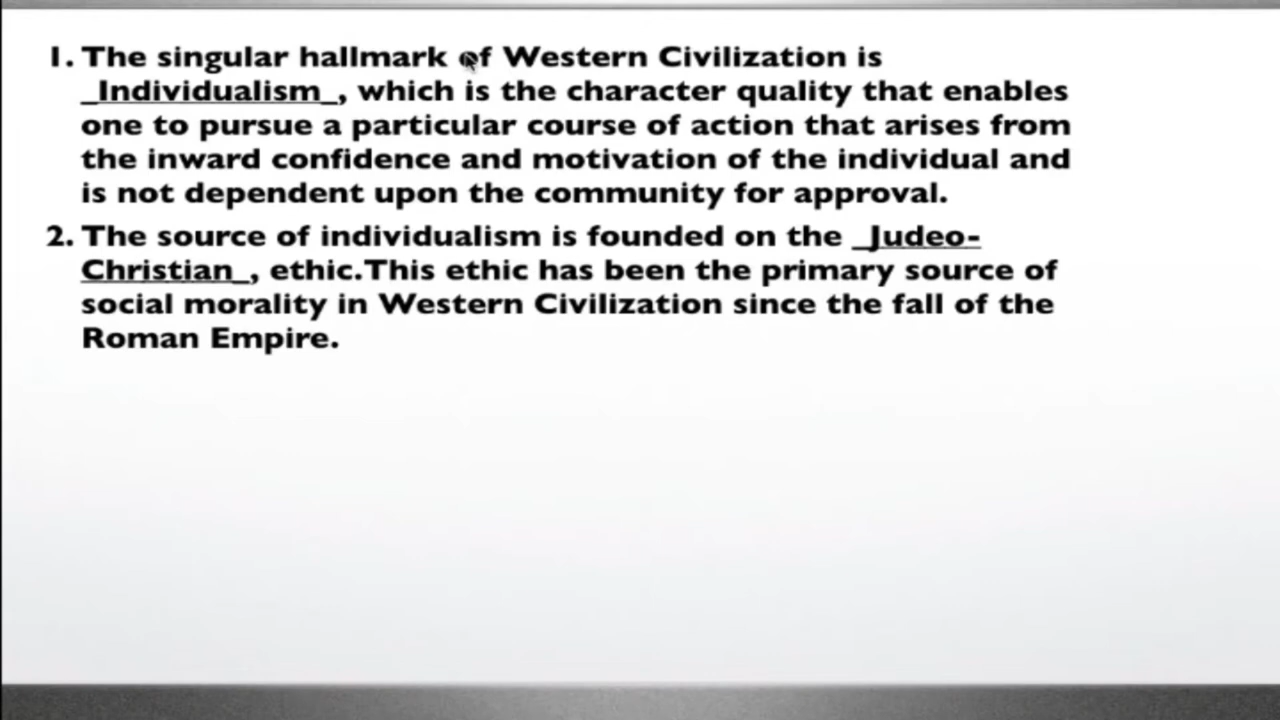 1. The singular hallmark of Western Civilization is
_Individualism_, which is the character quality that enables
one to pursue a particular course of action that arises from
the inward confidence and motivation of the individual and
is not dependent upon the community for approval.
2. The source of individualism is founded on the _Judeo-
Christian_, ethic.This ethic has been the primary source of
social morality in Western Civilization since the fall of the
Roman Empire.